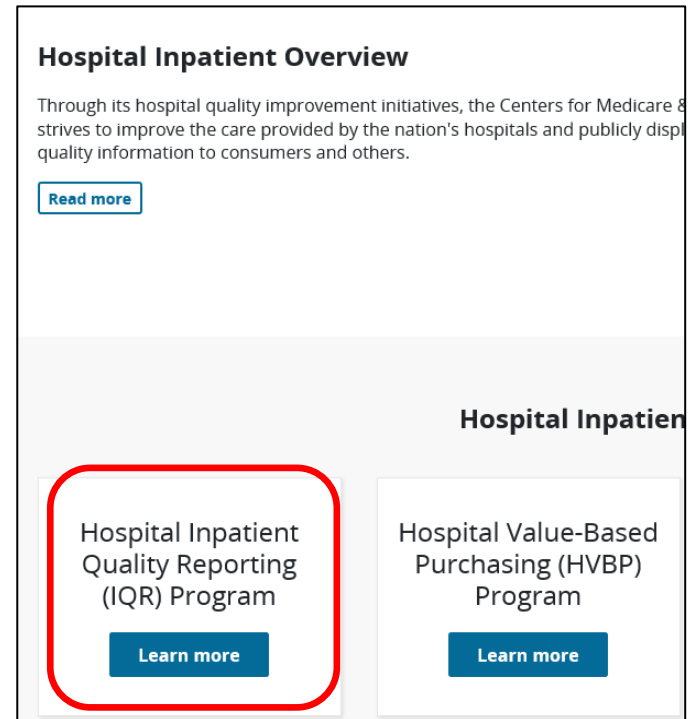 Hospital Inpatient Overview
Through its hospital quality improvement initiatives, the Centers for Medicare &
strives to improve the care provided by the nation's hospitals and publicly displ
quality information to consumers and others.
Read more
Hospital Inpatien
Hospital Inpatient
Quality Reporting
(IQR) Program
Learn more
Hospital Value-Based
Purchasing (HVBP)
Program
Learn more